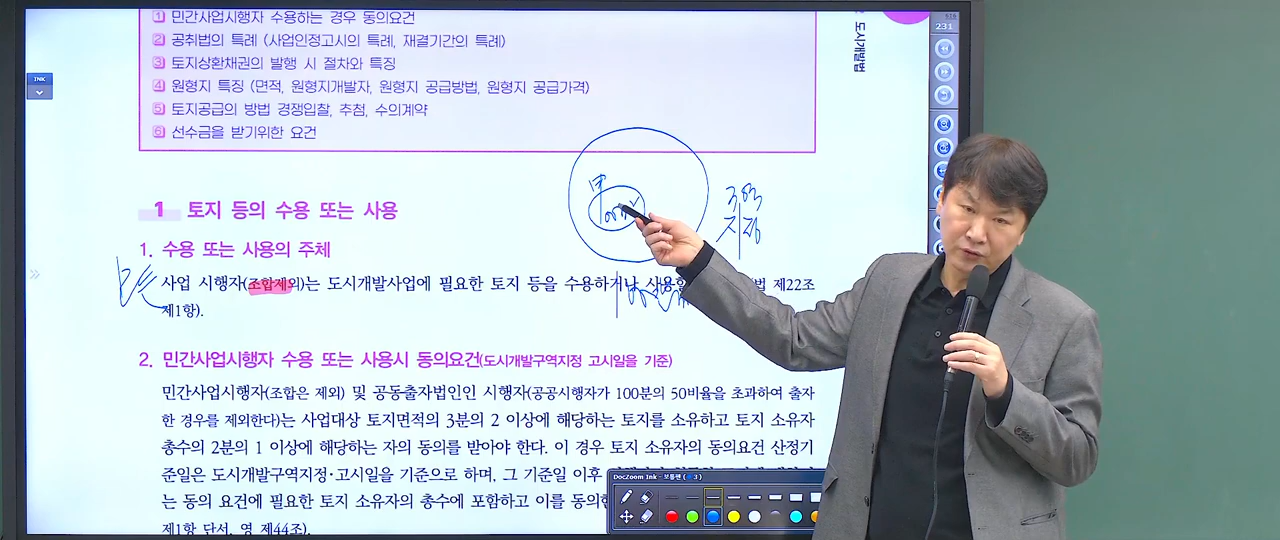 1 민간사업시행자 수용하는 경우 동의요건
2 공취법의 특례 (사업인정고시의 특례, 재결기간의 특례)
3 토지상환채권의 발행 시 절차와 특징
4 원형지 특징 (면적, 원형지개발자, 원형지 공급방법, 원형지 공급가격)
5 토지공급의 방법 경쟁입찰, 추첨, 수의계약
6 선수금을 받기위한 요건
도시개발법
231
INK
1 토지 등의 수용 또는 사용
1. 수용 또는 사용의 주체
사업 시행자(조합제외)는 도시개발사업에 필요한 토지 등을 수용하거나 사용할 제22조
제1항).
2. 민간사업시행자 수용 또는 사용시 동의요건(도시개발구역지정 고시일을 기준)
민간사업시행자(조합은 제외) 및 공동출자법인인 시행자(공공시행자가 100분의 50비율을 초과하여 출자
한 경우를 제외한다)는 사업대상 토지면적의 3분의 2 이상에 해당하는 토지를 소유하고 토지 소유자
총수의 2분의 1 이상에 해당하는 자의 동의를 받아야 한다. 이 경우 토지 소유자의 동의요건 산정기
준일은 도시개발구역지정·고시일을 기준으로 하며, 그 기준일 이후
는 동의 요건에 필요한 토지 소유자의 총수에 포함하고 이를 동의한
제1항 단서, 영 제44조).
DocZoom Ink - 보통펜 ( 3 )